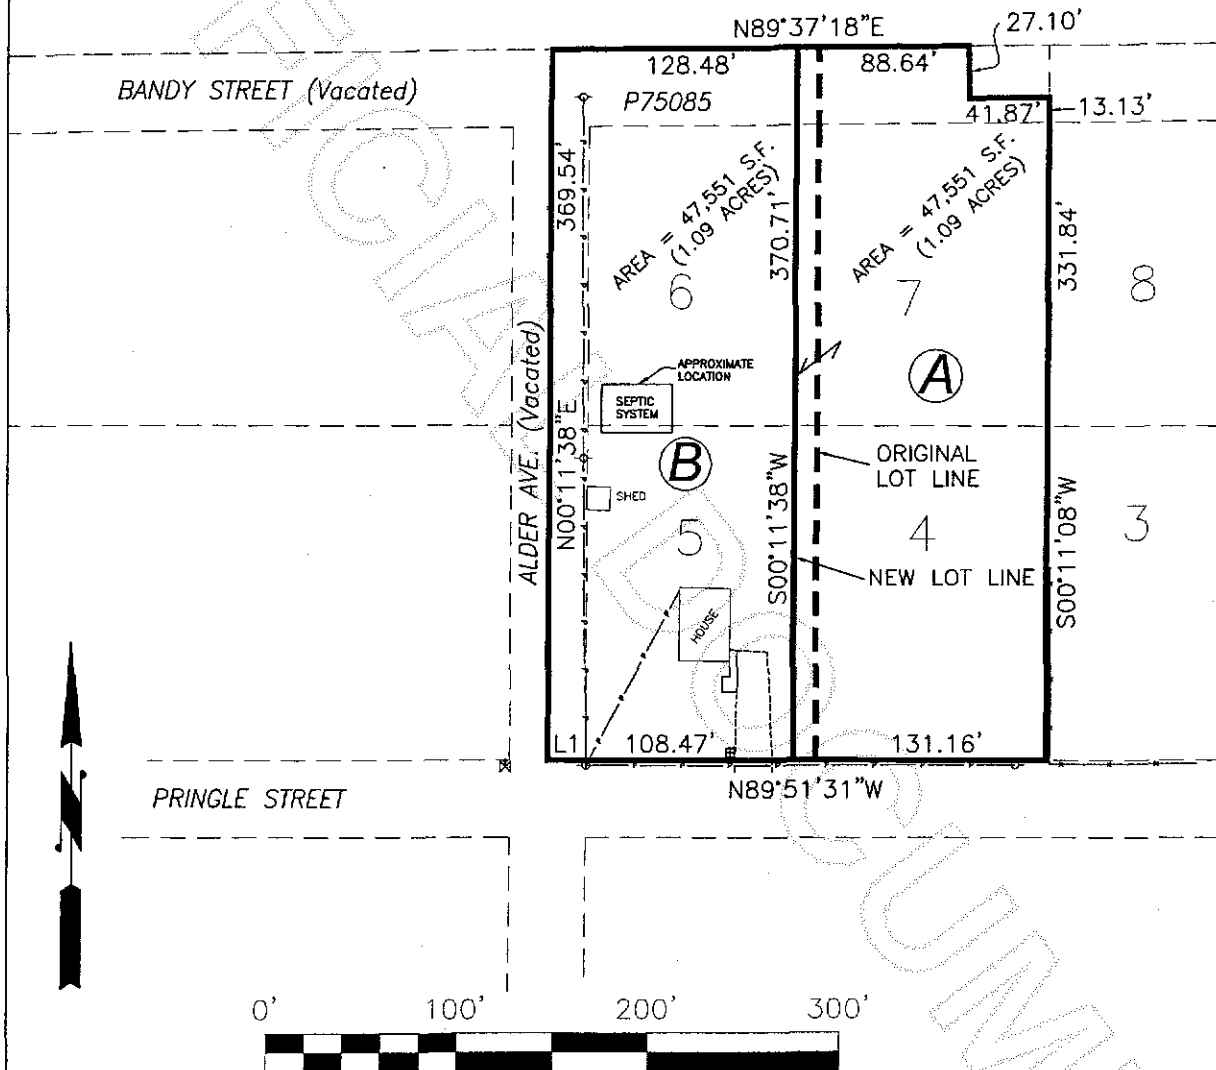 N89°37'18"E
27.10'
128.48'
88.64'
BANDY STREET (Vacated)
P75085
41.87'
13.13'
369.54'
AREA = 47,551 S.F.
(1.09 ACRES)
370.71'
AREA = 47,551 S.F.
(1.09 ACRES)
331.84'
6
7
8
ALDER AVE. (Vacated)
N00°11'38"E
APPROXIMATE
LOCATION
SEPTIC
SYSTEM
A
B
ORIGINAL
LOT LINE
SHED
5
S00°11'38"W
4
3
NEW LOT LINE
S00°11'08"W
HOUSE
L1
108.47'
131.16'
N89°51'31"W
PRINGLE STREET
N
0'
100'
200'
300'